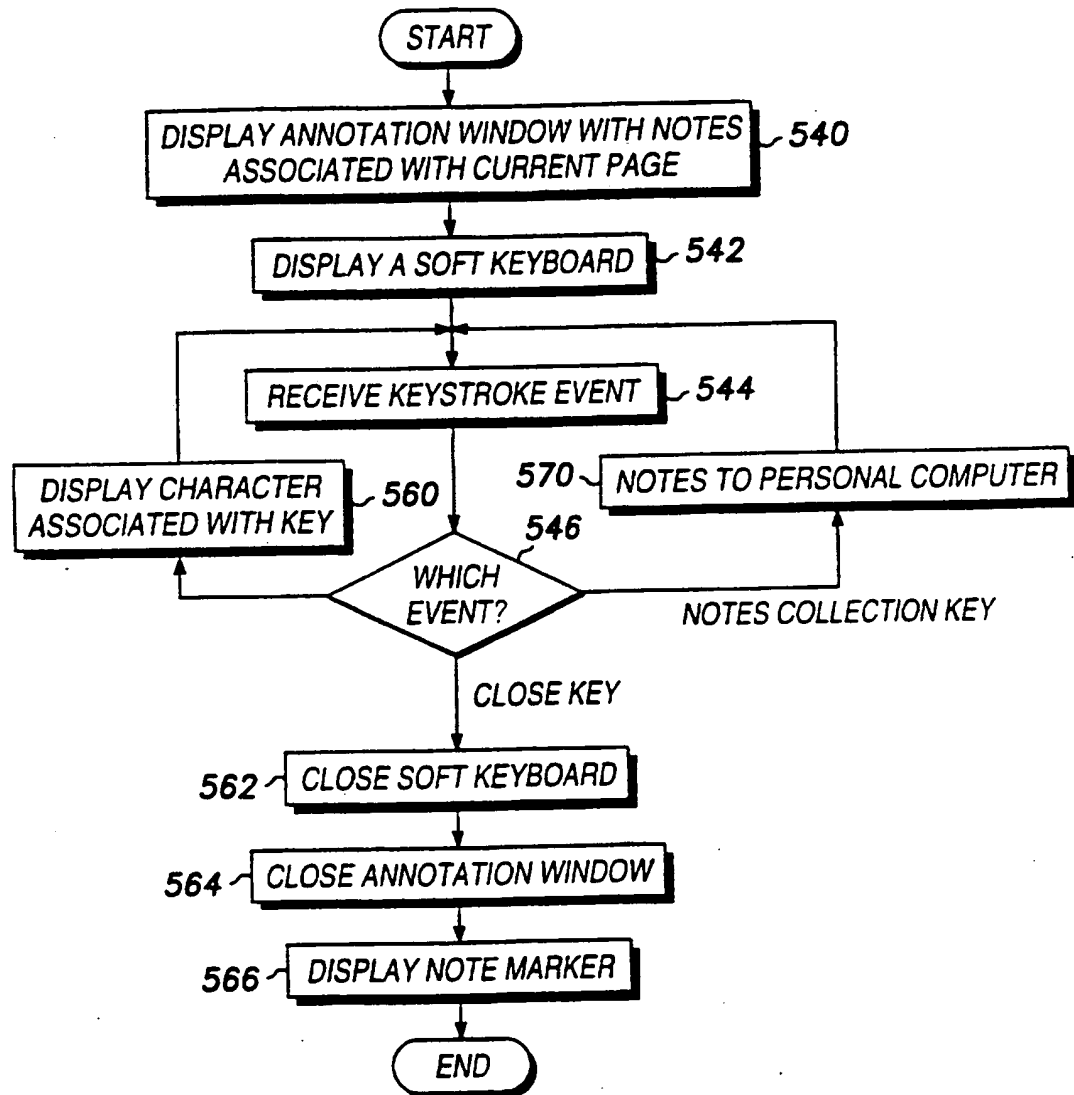 START
DISPLAY ANNOTATION WINDOW WITH NOTES
ASSOCIATED WITH CURRENT PAGE
540
DISPLAY A SOFT KEYBOARD
542
RECEIVE KEYSTROKE EVENT
544
DISPLAY CHARACTER
ASSOCIATED WITH KEY
560
570
NOTES TO PERSONAL COMPUTER
546
WHICH
EVENT?
NOTES COLLECTION KEY
CLOSE KEY
562
CLOSE SOFT KEYBOARD
564
CLOSE ANNOTATION WINDOW
566
DISPLAY NOTE MARKER
END